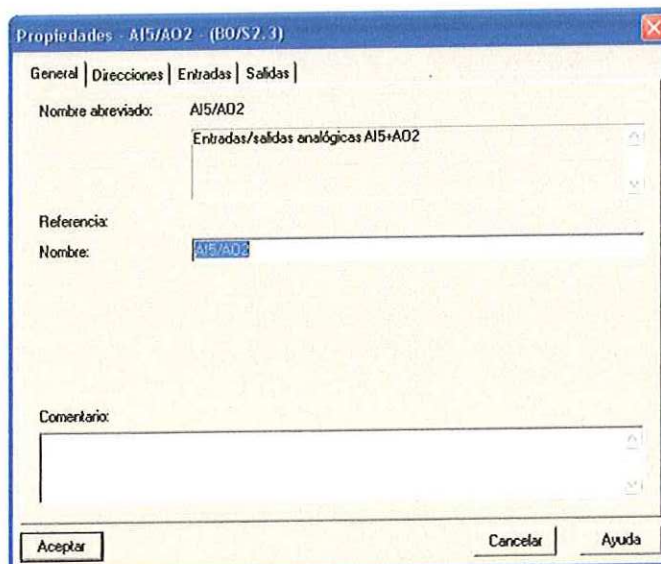 Propiedades - AI5/AO2 - (B0/S2.3)
General Direcciones Entradas Salidas
Nombre abreviado: AI5/AO2
Entradas/salidas analógicas AI5+AO2
Referencia:
Nombre: AI5/AO2
Comentario:
Aceptar Cancelar Ayuda